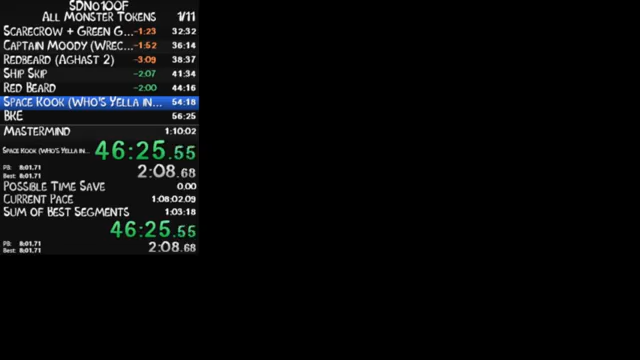 SDNo100F
All Monster Tokens 1/11
Scarecrow + Green G... -1:23 32:32
Captain Moody (Wrec... -1:52 36:14
Redbeard (Aghast 2) -3:09 38:37
Ship Skip -2:07 41:34
Red Beard -2:00 44:16
Space Kook (Who's Yella in... 54:18
BKE 56:25
Mastermind 1:10:02
Space Kook (Who's Yella in... 46:25.55
PB: 8:01.71
Best: 8:01.71 2:08.68
Possible Time Save 0.00
Current Pace 1:08:02.09
Sum of Best Segments 1:03:18
46:25.55
PB: 8:01.71
Best: 8:01.71 2:08.68